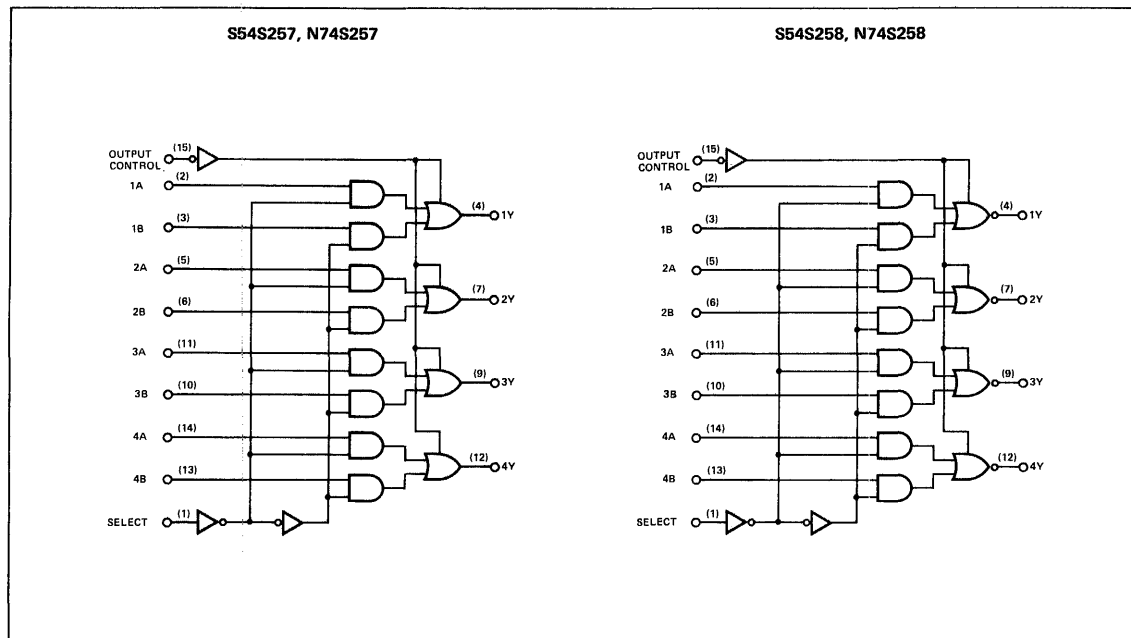 S54S257, N74S257
OUTPUT
CONTROL
(15)
1A
(2)
1B
(3)
2A
(5)
2B
(6)
3A
(11)
3B
(10)
4A
(14)
4B
(13)
SELECT
(1)
(4)
1Y
(7)
2Y
(9)
3Y
(12)
4Y
S54S258, N74S258
OUTPUT
CONTROL
(15)
1A
(2)
1B
(3)
2A
(5)
2B
(6)
3A
(11)
3B
(10)
4A
(14)
4B
(13)
SELECT
(1)
(4)
1Y
(7)
2Y
(9)
3Y
(12)
4Y